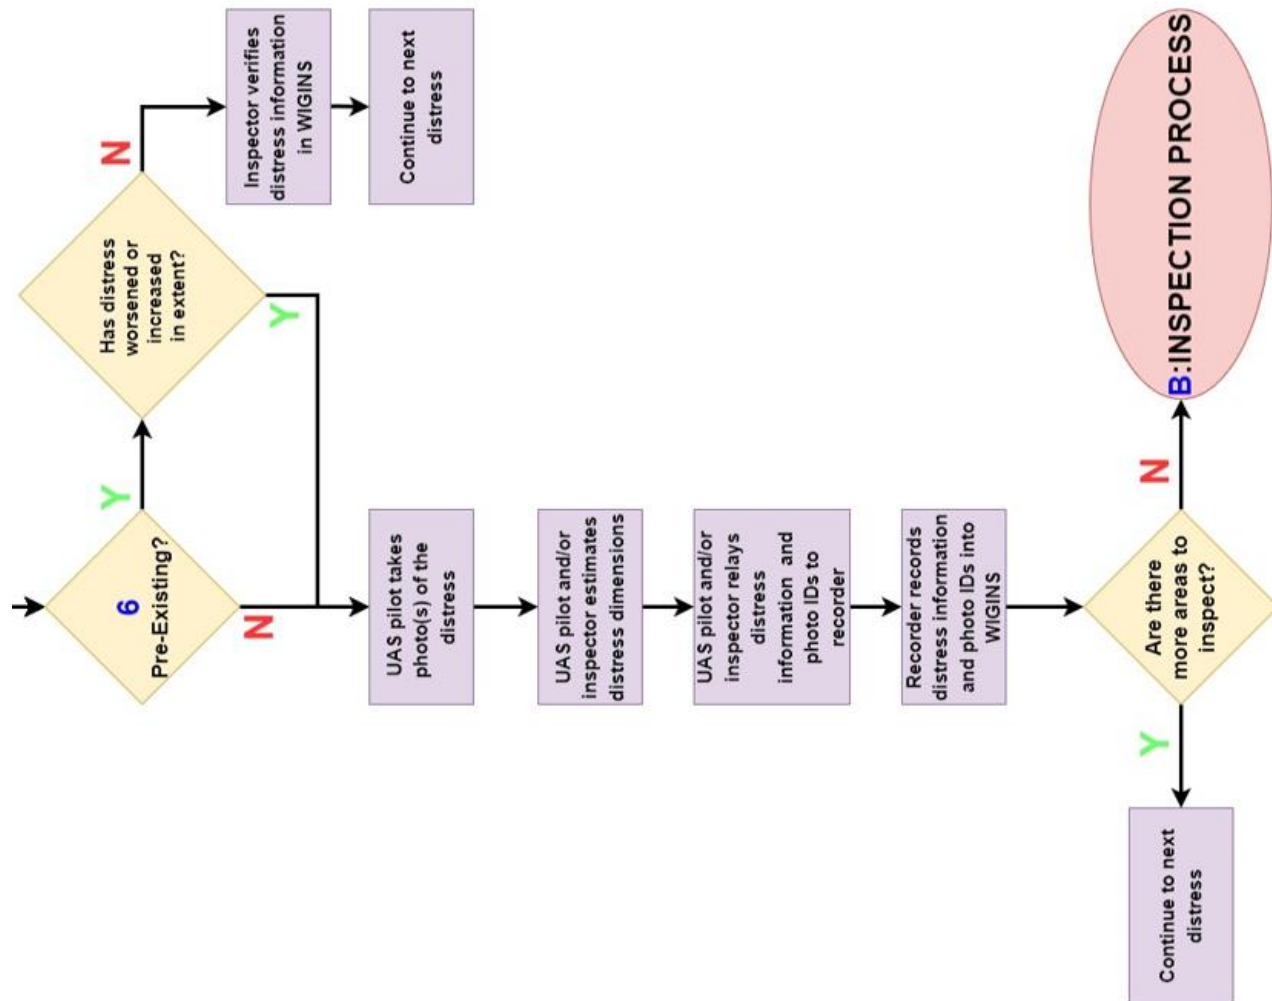 6
Pre-Existing?
Y
N
Has distress
worsened or
increased
in extent?
N
Y
Inspector verifies
distress information
in WIGINS
Continue to next
distress
UAS pilot takes
photo(s) of the
distress
UAS pilot and/or
inspector estimates
distress dimensions
UAS pilot and/or
inspector relays
distress
information and
photo IDs to
recorder
Recorder records
distress information
and photo IDs into
WIGINS
Are there
more areas to
inspect?
Y
N
Continue to next
distress
B:INSPECTION PROCESS